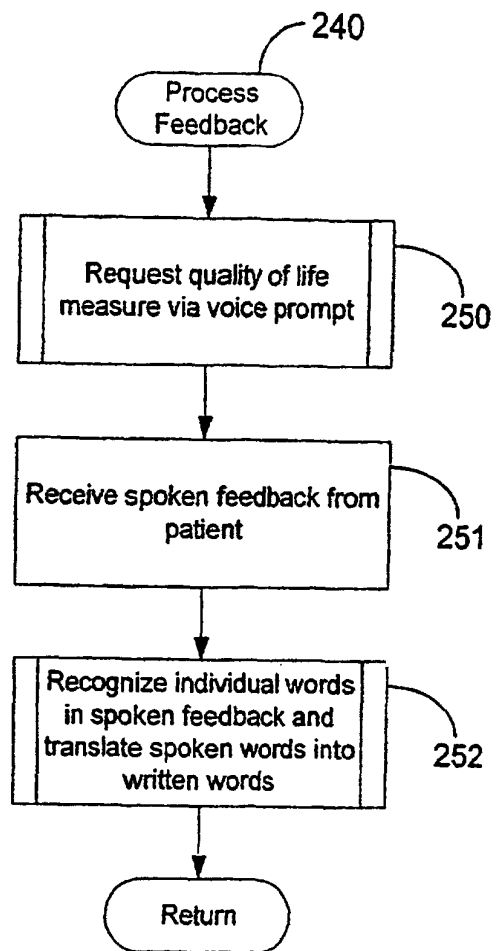 240
Process
Feedback
Request quality of life
measure via voice prompt
250
Receive spoken feedback from
patient
251
Recognize individual words
in spoken feedback and
translate spoken words into
written words
252
Return